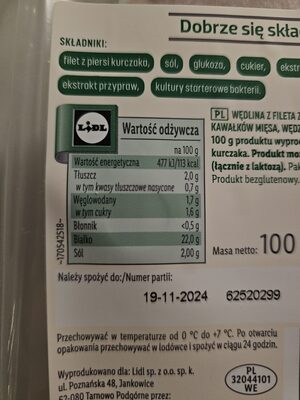 Dobrze się skła
SKŁADNIKI:
filet z piersi kurczaka, sól, glukoza, cukier, ekstr
ekstrakt przypraw, kultury starterowe bakterii.
LIDL
Wartość odżywcza
na 100 g
Wartość energetyczna 477 kJ/113 kcal
Tłuszcz 2,0 g
w tym kwasy tłuszczowe nasycone 0,7 g
Węglowodany 1,7 g
w tym cukry 1,6 g
Błonnik <0,5 g
Białko 22,0 g
Sól 2,00 g
~170542518~
PL WĘDLINA Z FILETA Z
KAWAŁKÓW MIĘSA, WĘDZ
100 g produktu wypro
kurczaka. Produkt mo
(łącznie z laktozą). Pak
Produkt bezglutenowy.
Masa netto: 100
Należy spożyć do:/Numer partii:
19-11-2024 62520299
Przechowywać w temperaturze od 0 °C do +7 °C. Po otwarciu
opakowania przechowywać w lodówce i spożyć w ciągu 24 godzin.
Wyprodukowano dla: Lidl sp. z o.o. sp. k.
ul. Poznańska 48, Jankowice
62-080 Tarnowo Podgórne przez:
PL
32044101
WE